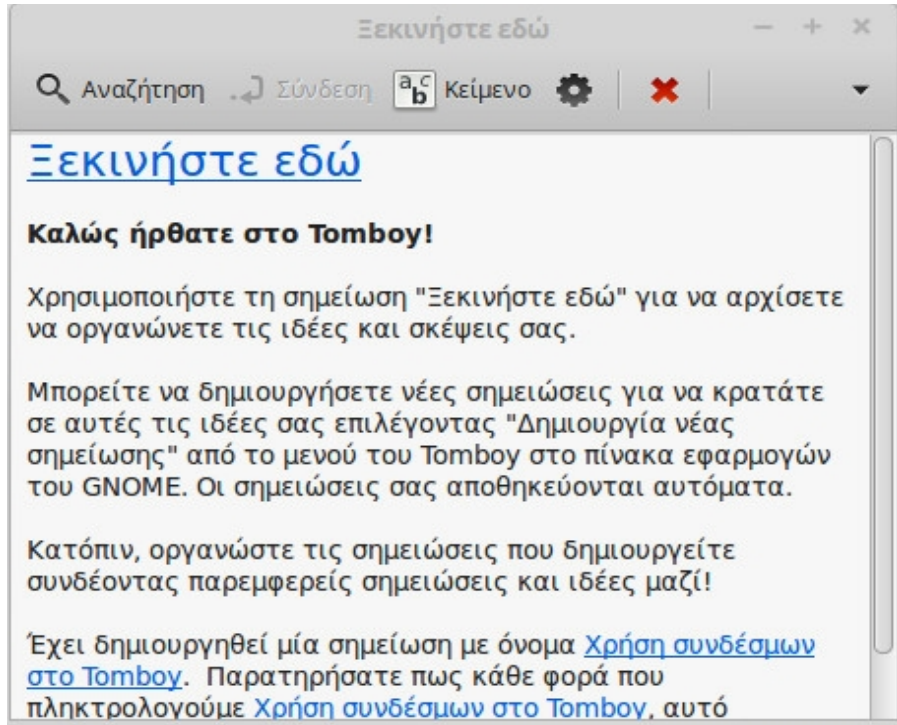 Ξεκινήστε εδώ
Αναζήτηση Σύνδεση abc Κείμενο
Ξεκινήστε εδώ
Καλώς ήρθατε στο Tomboy!
Χρησιμοποιήστε τη σημείωση "Ξεκινήστε εδώ" για να αρχίσετε
να οργανώνετε τις ιδέες και σκέψεις σας.
Μπορείτε να δημιουργήσετε νέες σημειώσεις για να κρατάτε
σε αυτές τις ιδέες σας επιλέγοντας "Δημιουργία νέας
σημείωσης" από το μενού του Tomboy στο πίνακα εφαρμογών
του GNOME. Οι σημειώσεις σας αποθηκεύονται αυτόματα.
Κατόπιν, οργανώστε τις σημειώσεις που δημιουργείτε
συνδέοντας παρεμφερείς σημειώσεις και ιδέες μαζί!
Έχει δημιουργηθεί μία σημείωση με όνομα Χρήση συνδέσμων
στο Tomboy.  Παρατηρήσατε πως κάθε φορά που
πληκτρολογούμε Χρήση συνδέσμων στο Tomboy, αυτό